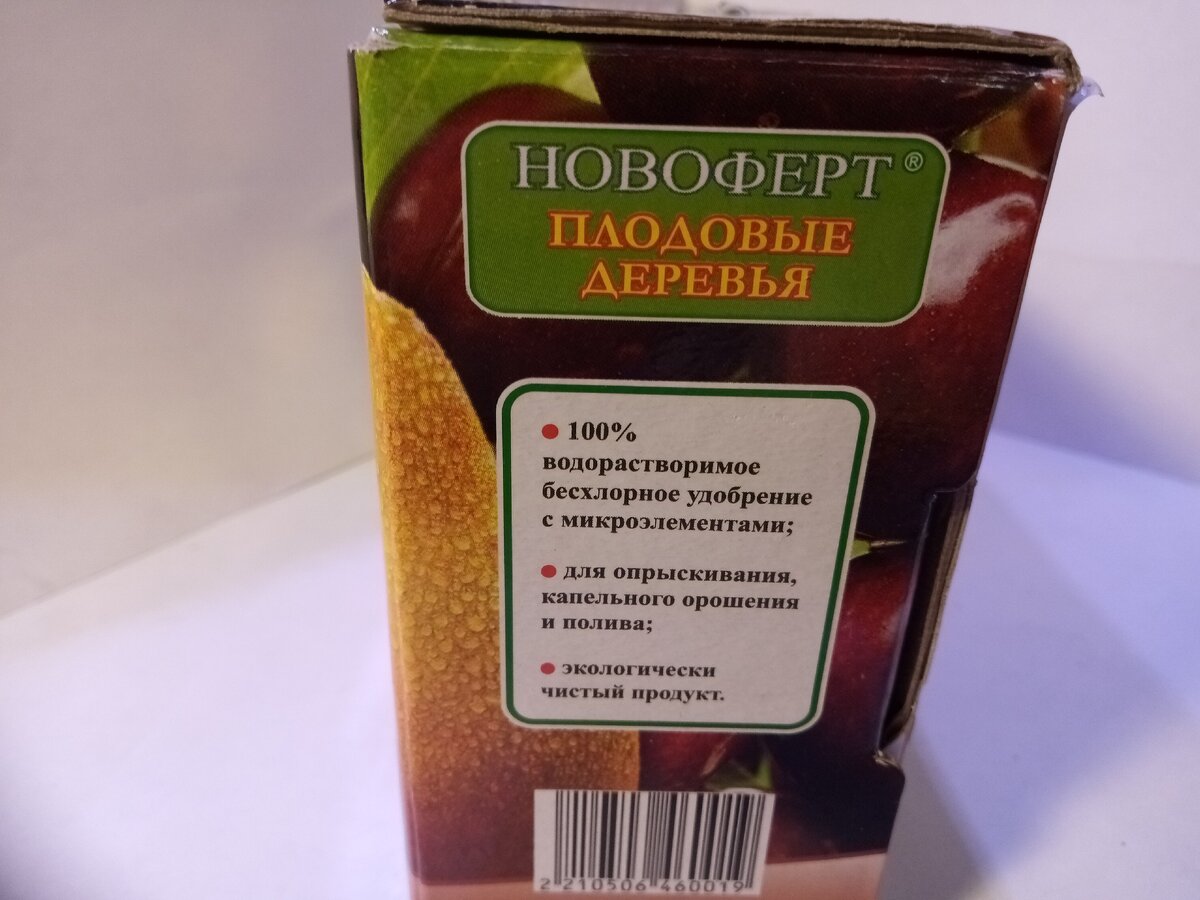 НОВОФЕРТ®
ПЛОДОВЫЕ
ДЕРЕВЬЯ
● 100%
водорастворимое
бесхлорное удобрение
с микроэлементами;
● для опрыскивания,
капельного орошения
и полива;
● экологически
чистый продукт.
2 210506 460019